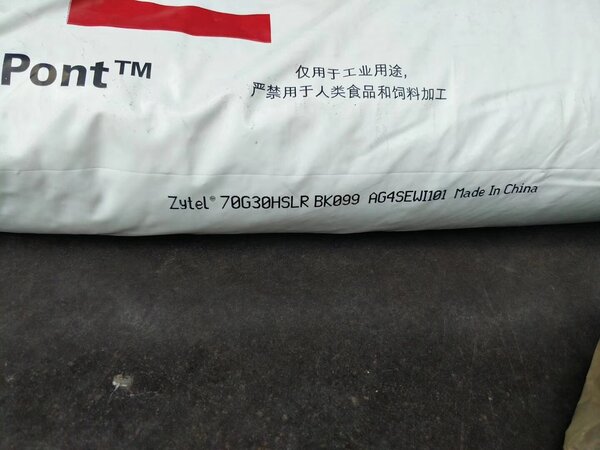 Pont™
仅用于工业用途,
严禁用于人类食品和饲料加工
Zytel® 70G30HSLR BK099 AG4SEWI101 Made In China